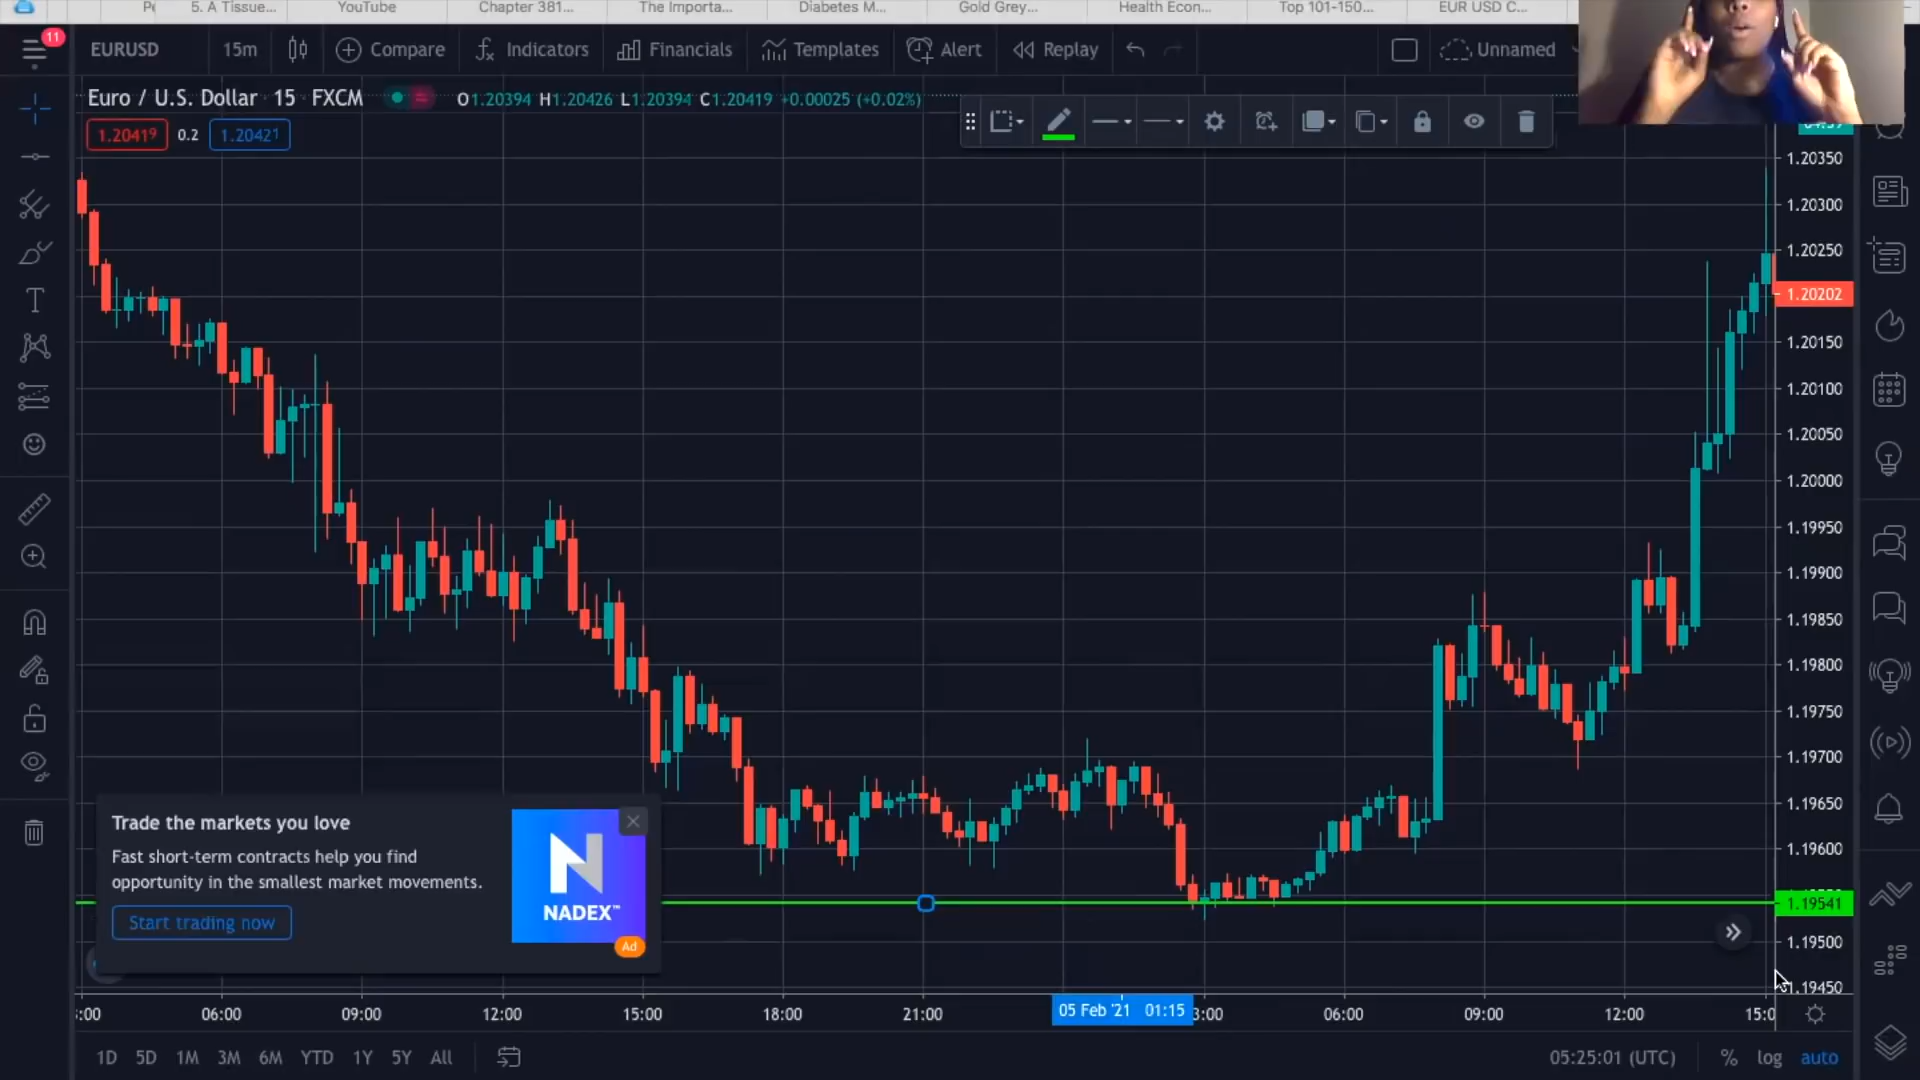 5. A Tissue...
YouTube
Chapter 381...
The Importa...
Diabetes M...
Gold Grey...
Health Econ...
Top 101-150...
EUR USD C...
11
EURUSD
15m
Compare
Indicators
Financials
Templates
Alert
Replay
Unnamed
Euro / U.S. Dollar · 15 · FXCM
O1.20394 H1.20426 L1.20394 C1.20419 +0.00025 (+0.02%)
1.20419
0.2
1.20421
1.20350
1.20300
1.20250
1.20202
1.20150
1.20100
1.20050
1.20000
1.19950
1.19900
1.19850
1.19800
1.19750
1.19700
1.19650
1.19600
1.19541
1.19500
1.19450
Trade the markets you love
Fast short-term contracts help you find
opportunity in the smallest market movements.
Start trading now
NADEX™
Ad
:00
06:00
09:00
12:00
15:00
18:00
21:00
05 Feb '21 01:15
3:00
06:00
09:00
12:00
15:0
1D
5D
1M
3M
6M
YTD
1Y
5Y
All
05:25:01 (UTC)
%
log
auto